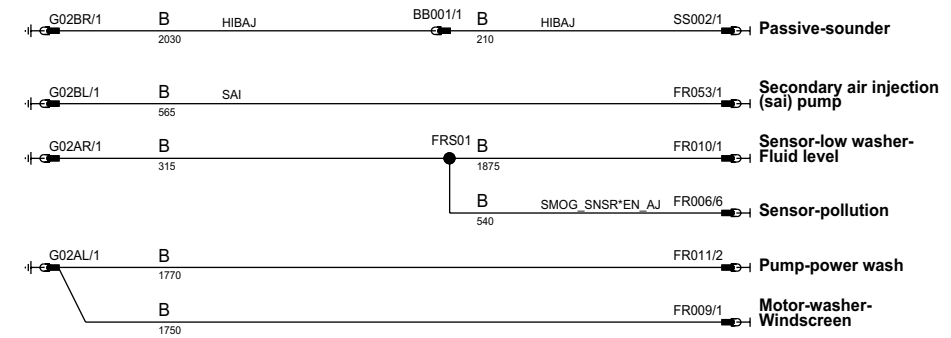 G02BR/1 B HIBAJ BB001/1 B HIBAJ SS002/1 Passive-sounder
2030 210
G02BL/1 B SAI FR053/1 Secondary air injection
(sai) pump
565
G02AR/1 B FRS01 B FR010/1 Sensor-low washer-
Fluid level
315 1875
B SMOG_SNSR*EN_AJ FR006/6 Sensor-pollution
540
G02AL/1 B FR011/2 Pump-power wash
1770
B FR009/1 Motor-washer-
Windscreen
1750